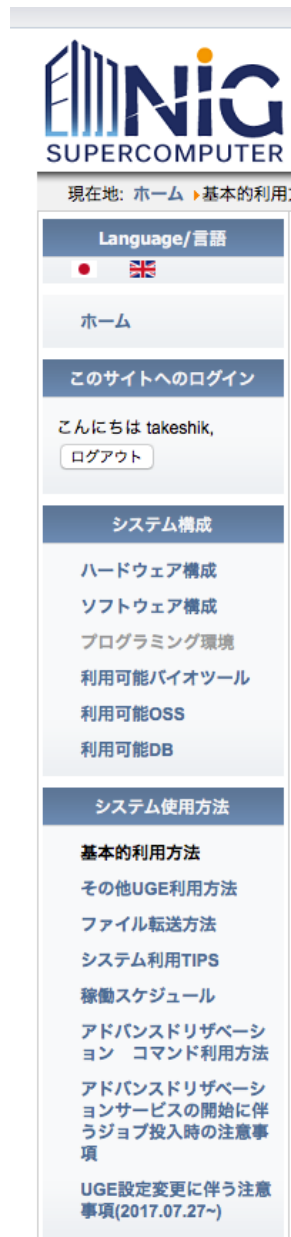 NIG
SUPERCOMPUTER
現在地: ホーム 基本的利用
Language/言語
ホーム
このサイトへのログイン
こんにちは takeshik,
ログアウト
システム構成
ハードウェア構成
ソフトウェア構成
プログラミング環境
利用可能バイオツール
利用可能OSS
利用可能DB
システム使用方法
基本的利用方法
その他UGE利用方法
ファイル転送方法
システム利用TIPS
稼働スケジュール
アドバンスドリザベーシ
ョン　コマンド利用方法
アドバンスドリザベーシ
ョンサービスの開始に伴
うジョブ投入時の注意事
項
UGE設定変更に伴う注意
事項(2017.07.27~)